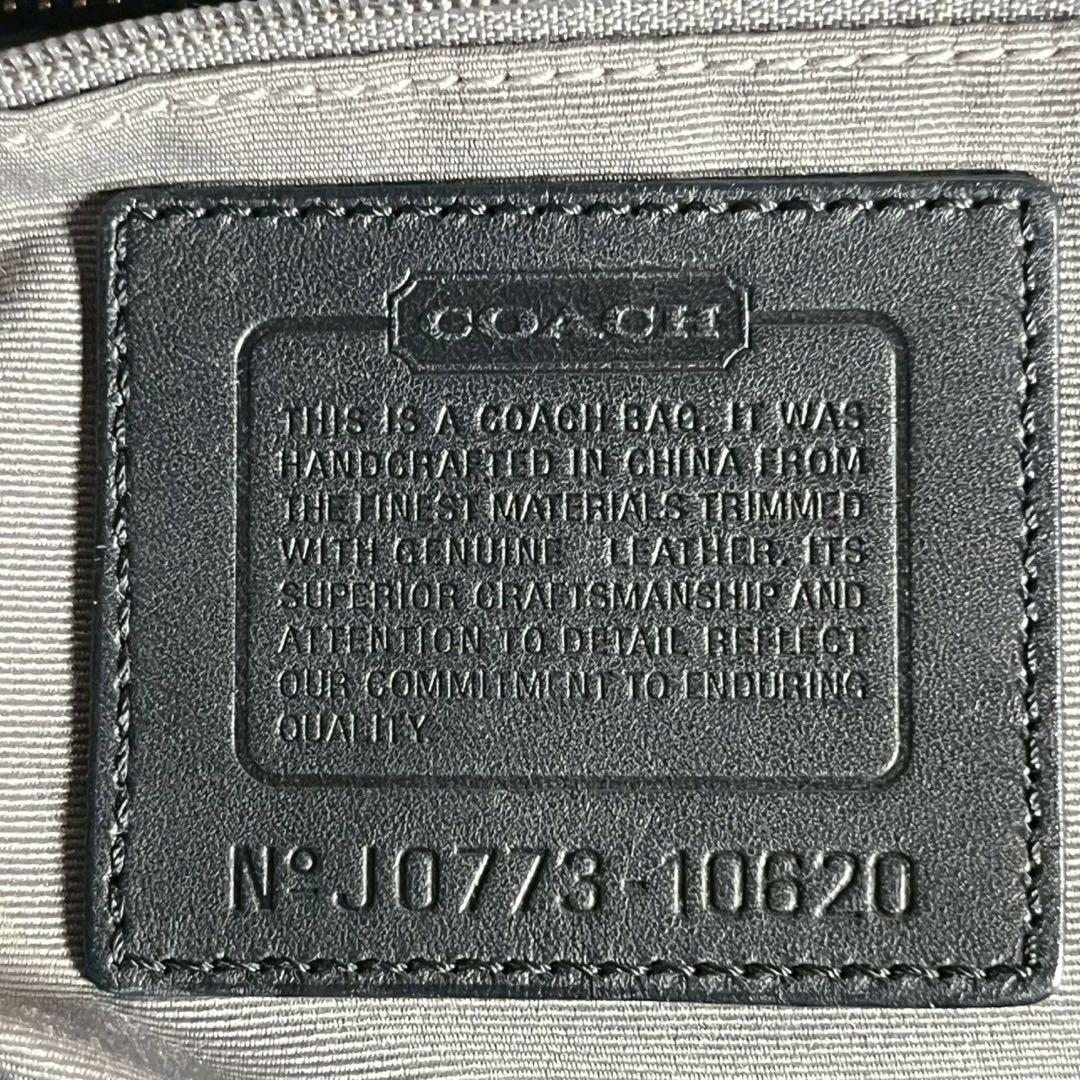 COACH
THIS IS A COACH BAG. IT WAS
HANDCRAFTED IN CHINA FROM
THE FINEST MATERIALS TRIMMED
WITH GENUINE LEATHER. ITS
SUPERIOR CRAFTSMANSHIP AND
ATTENTION TO DETAIL REFLECT
OUR COMMITMENT TO ENDURING
QUALITY.
Nº J0773-10620